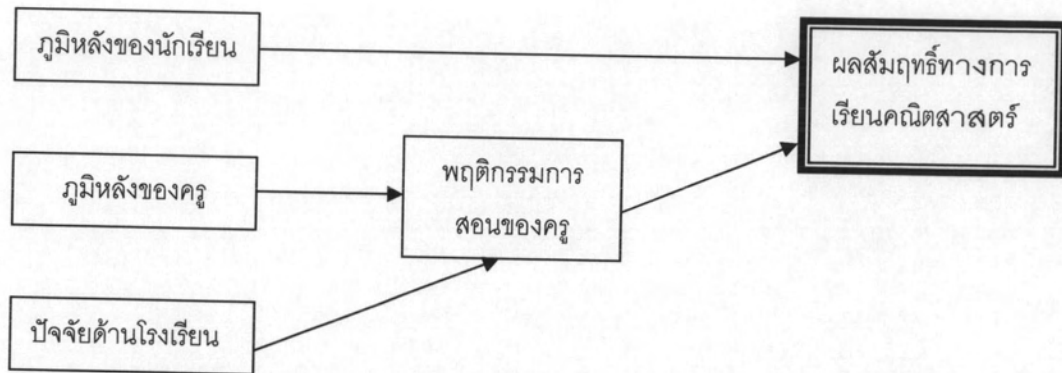 ภูมิหลังของนักเรียน
ผลสัมฤทธิ์ทางการ
เรียนคณิตสาสตร์
ภูมิหลังของครู
พฤติกรรมการ
สอนของครู
ปัจจัยด้านโรงเรียน